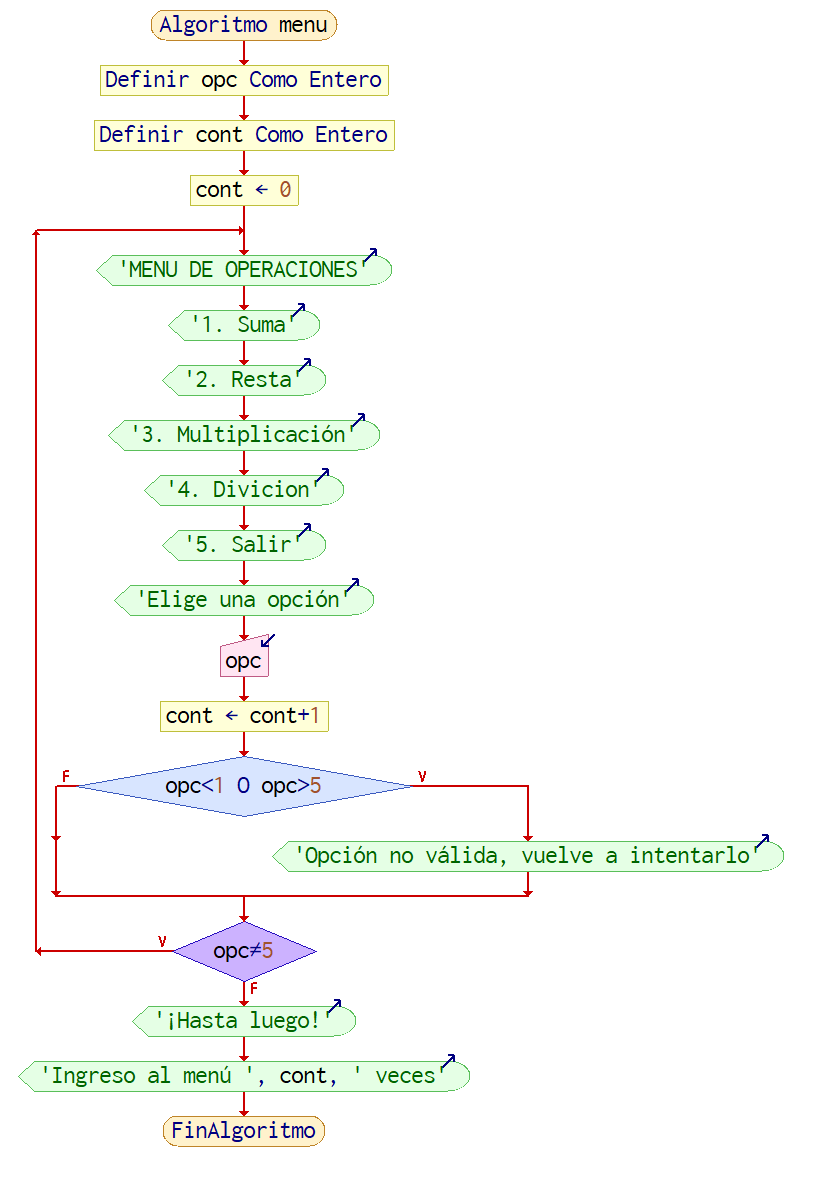 Algoritmo menu
Definir opc Como Entero
Definir cont Como Entero
cont ← 0
'MENU DE OPERACIONES'
'1. Suma'
'2. Resta'
'3. Multiplicación'
'4. Divicion'
'5. Salir'
'Elige una opción'
opc
cont ← cont+1
F
opc<1 O opc>5
V
'Opción no válida, vuelve a intentarlo'
V
opc≠5
F
'¡Hasta luego!'
'Ingreso al menú ', cont, ' veces'
FinAlgoritmo